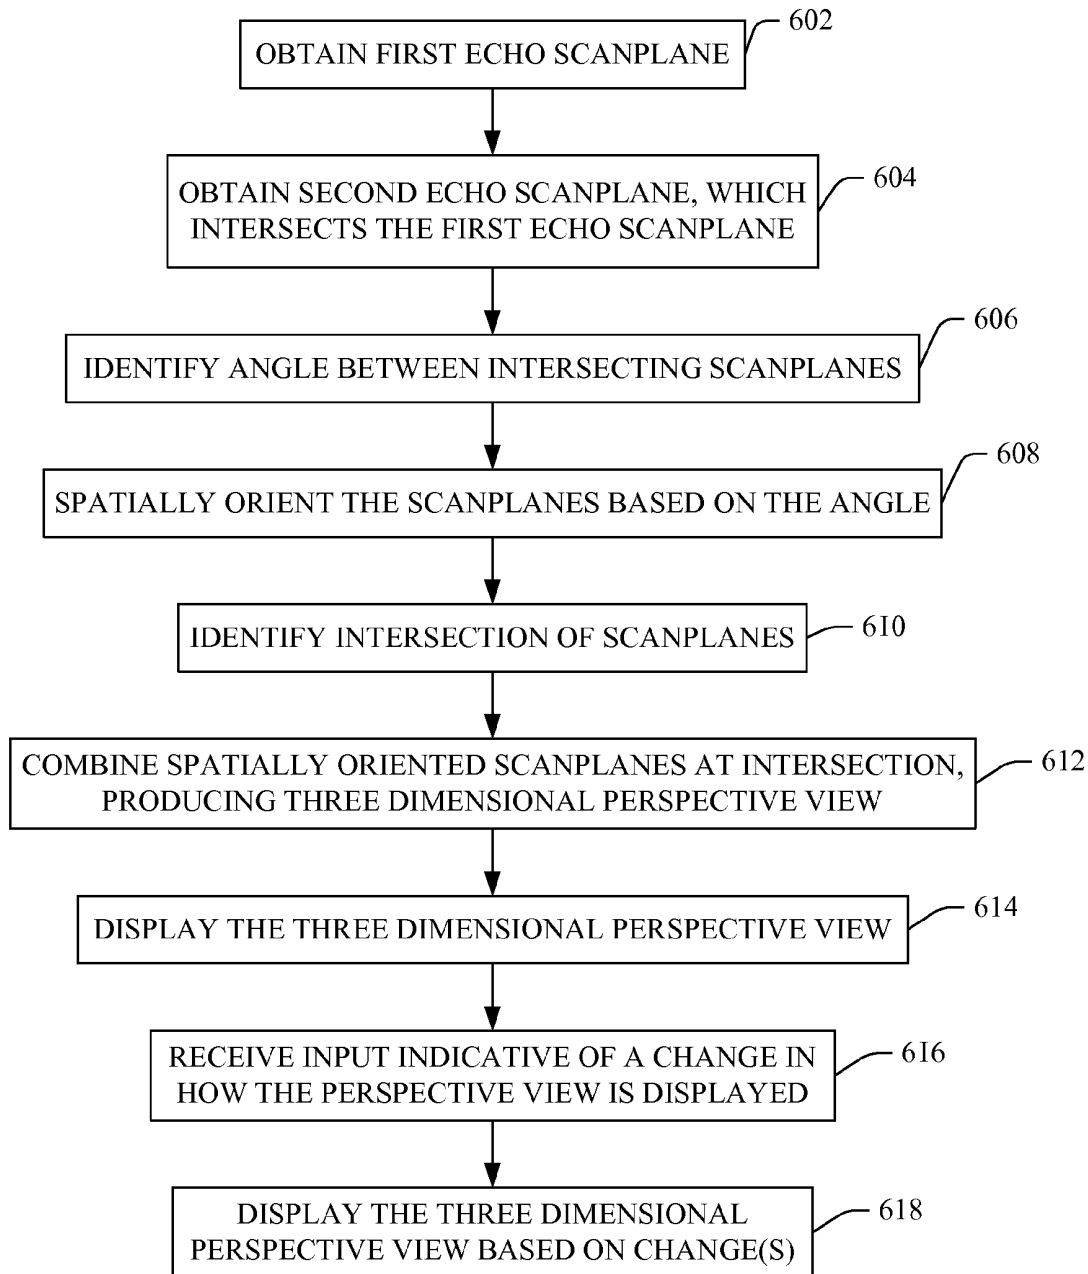 602
OBTAIN FIRST ECHO SCANPLANE
604
OBTAIN SECOND ECHO SCANPLANE, WHICH
INTERSECTS THE FIRST ECHO SCANPLANE
606
IDENTIFY ANGLE BETWEEN INTERSECTING SCANPLANES
608
SPATIALLY ORIENT THE SCANPLANES BASED ON THE ANGLE
610
IDENTIFY INTERSECTION OF SCANPLANES
612
COMBINE SPATIALLY ORIENTED SCANPLANES AT INTERSECTION,
PRODUCING THREE DIMENSIONAL PERSPECTIVE VIEW
614
DISPLAY THE THREE DIMENSIONAL PERSPECTIVE VIEW
616
RECEIVE INPUT INDICATIVE OF A CHANGE IN
HOW THE PERSPECTIVE VIEW IS DISPLAYED
618
DISPLAY THE THREE DIMENSIONAL
PERSPECTIVE VIEW BASED ON CHANGE(S)